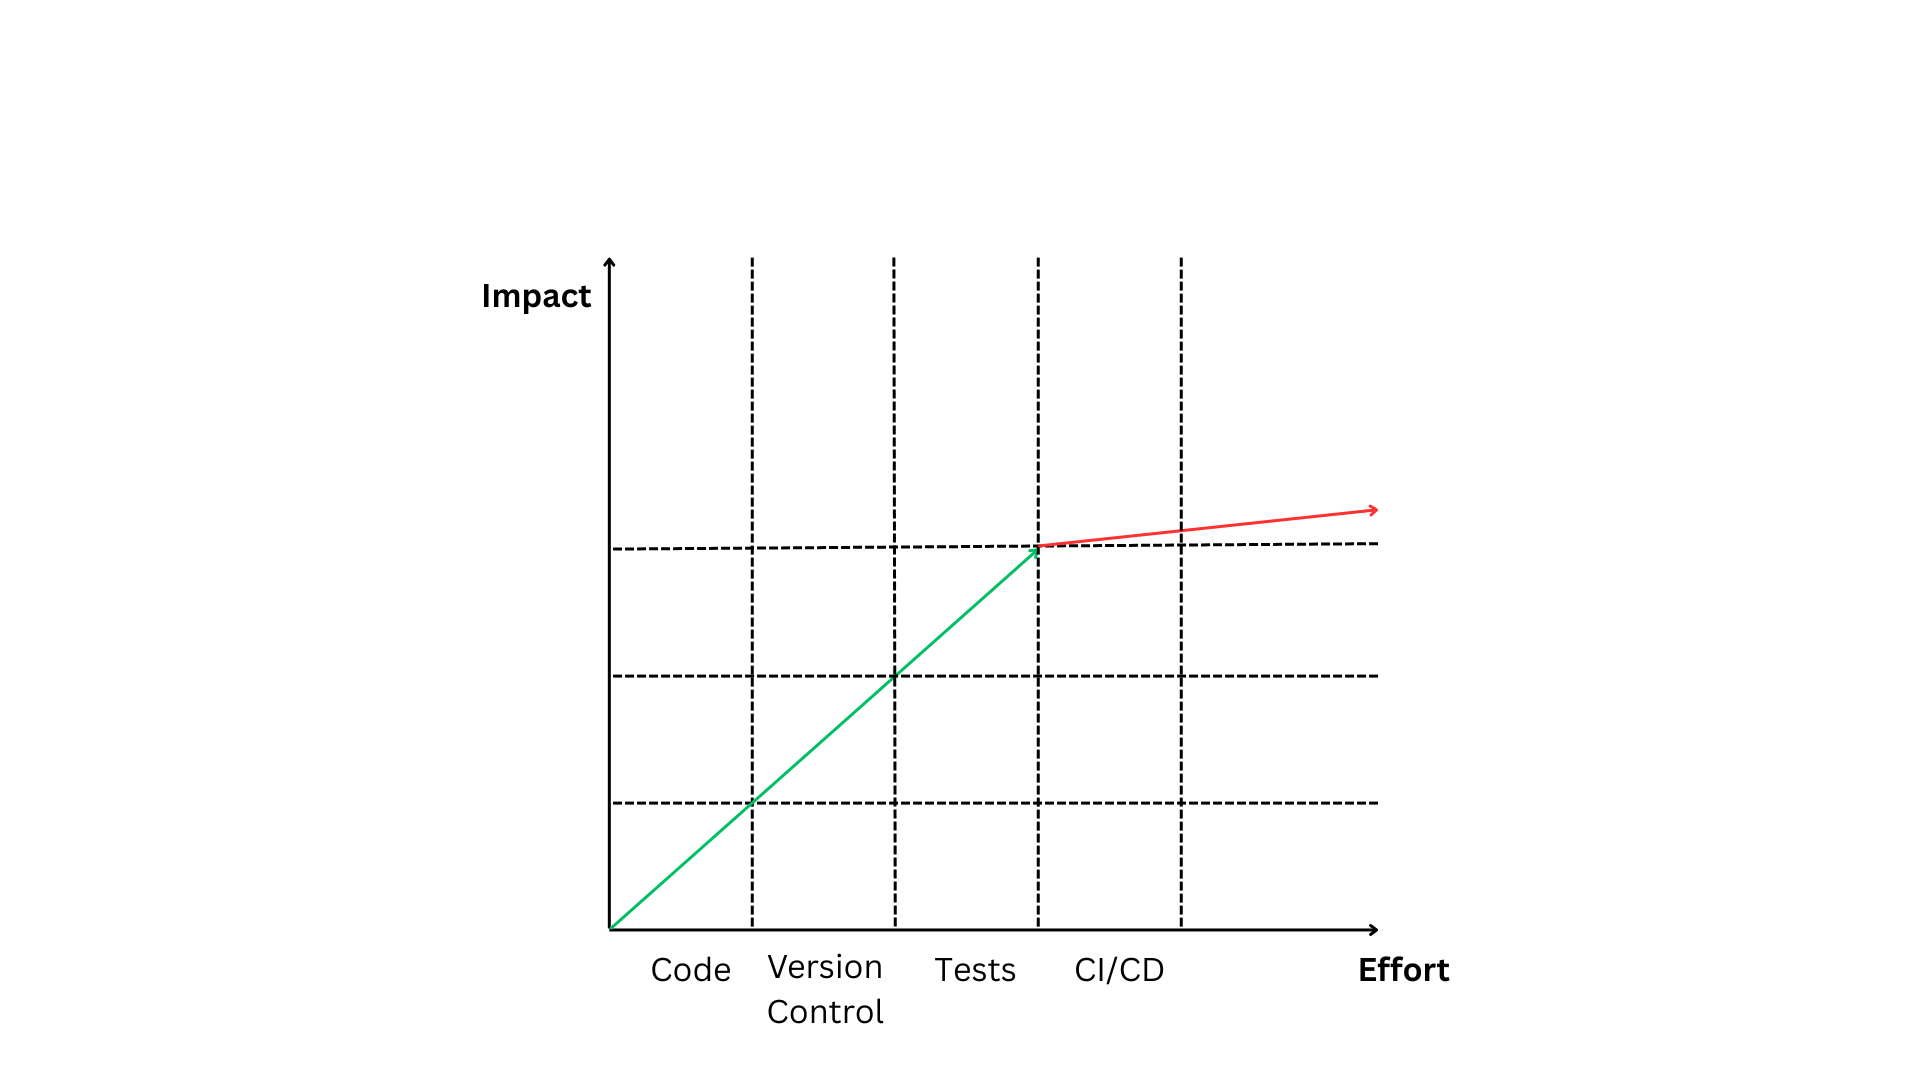 Impact
Code
Version
Control
Tests
CI/CD
Effort